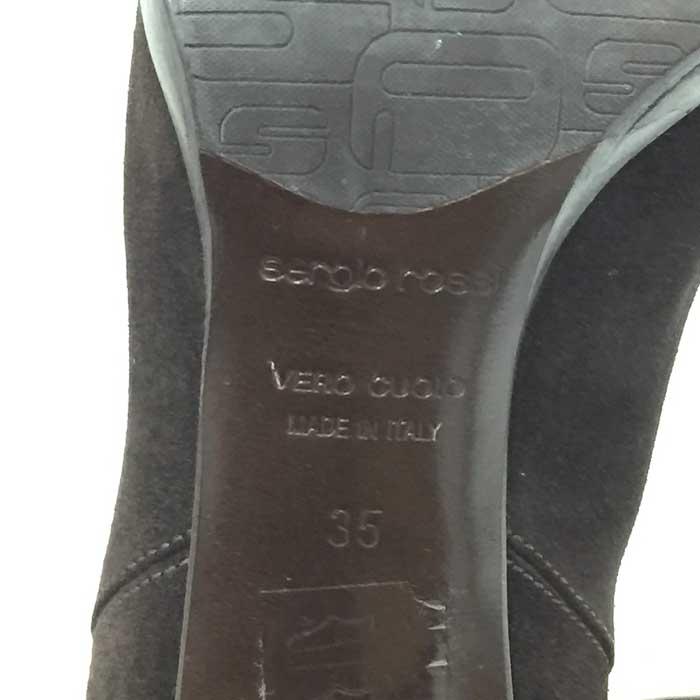 sergio rossi
VERO CUOIO
MADE IN ITALY
35